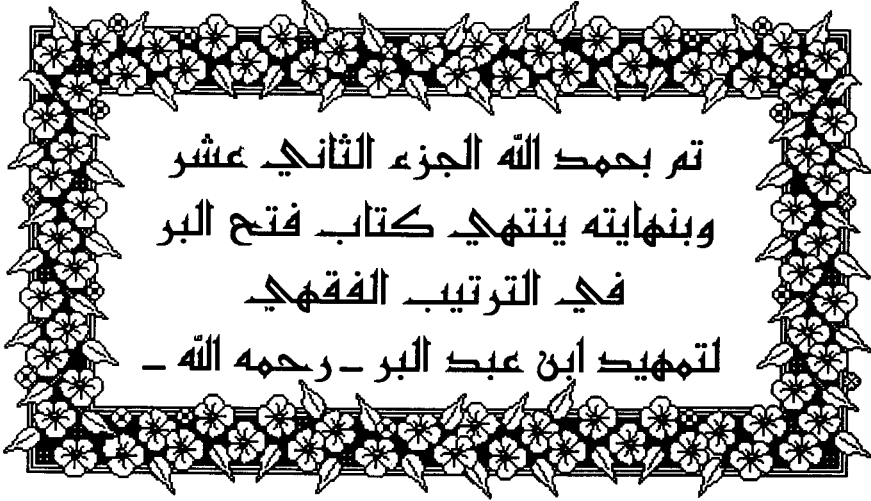 تم بحمد الله الجزء الثاني عشر
وبنهايته ينتهي كتاب فتح البر
في الترتيب الفقهي
لتمهيد ابن عبد البر ـ رحمه الله ـ